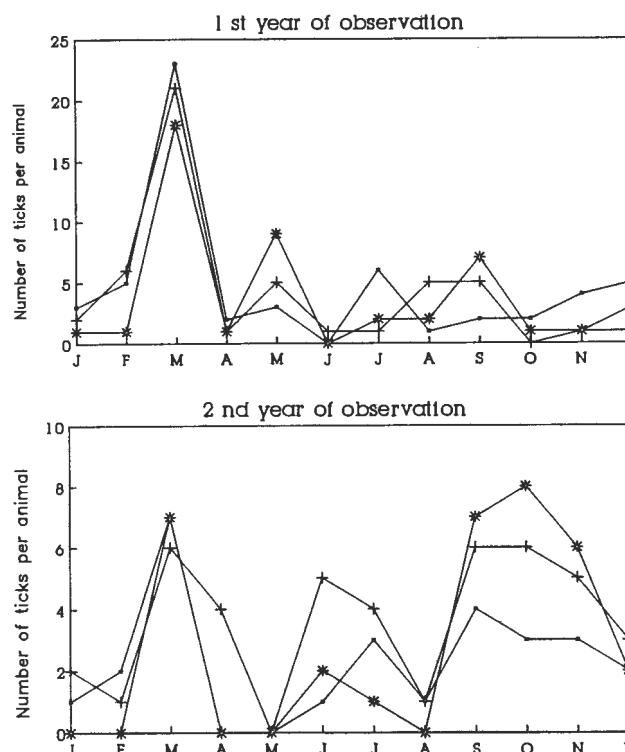 1 st year of observation
Number of ticks per animal
25
20
15
10
5
0
J F M A M J J A S O N
2 nd year of observation
Number of ticks per animal
10
8
6
4
2
0
J F M A M J J A S O N